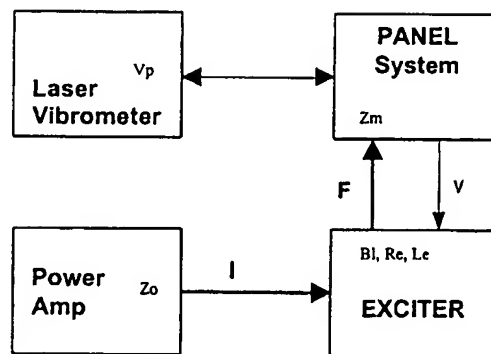 Vp
Laser
Vibrometer
PANEL
System
Zm
F
V
Power
Amp
Zo
I
Bl, Re, Le
EXCITER